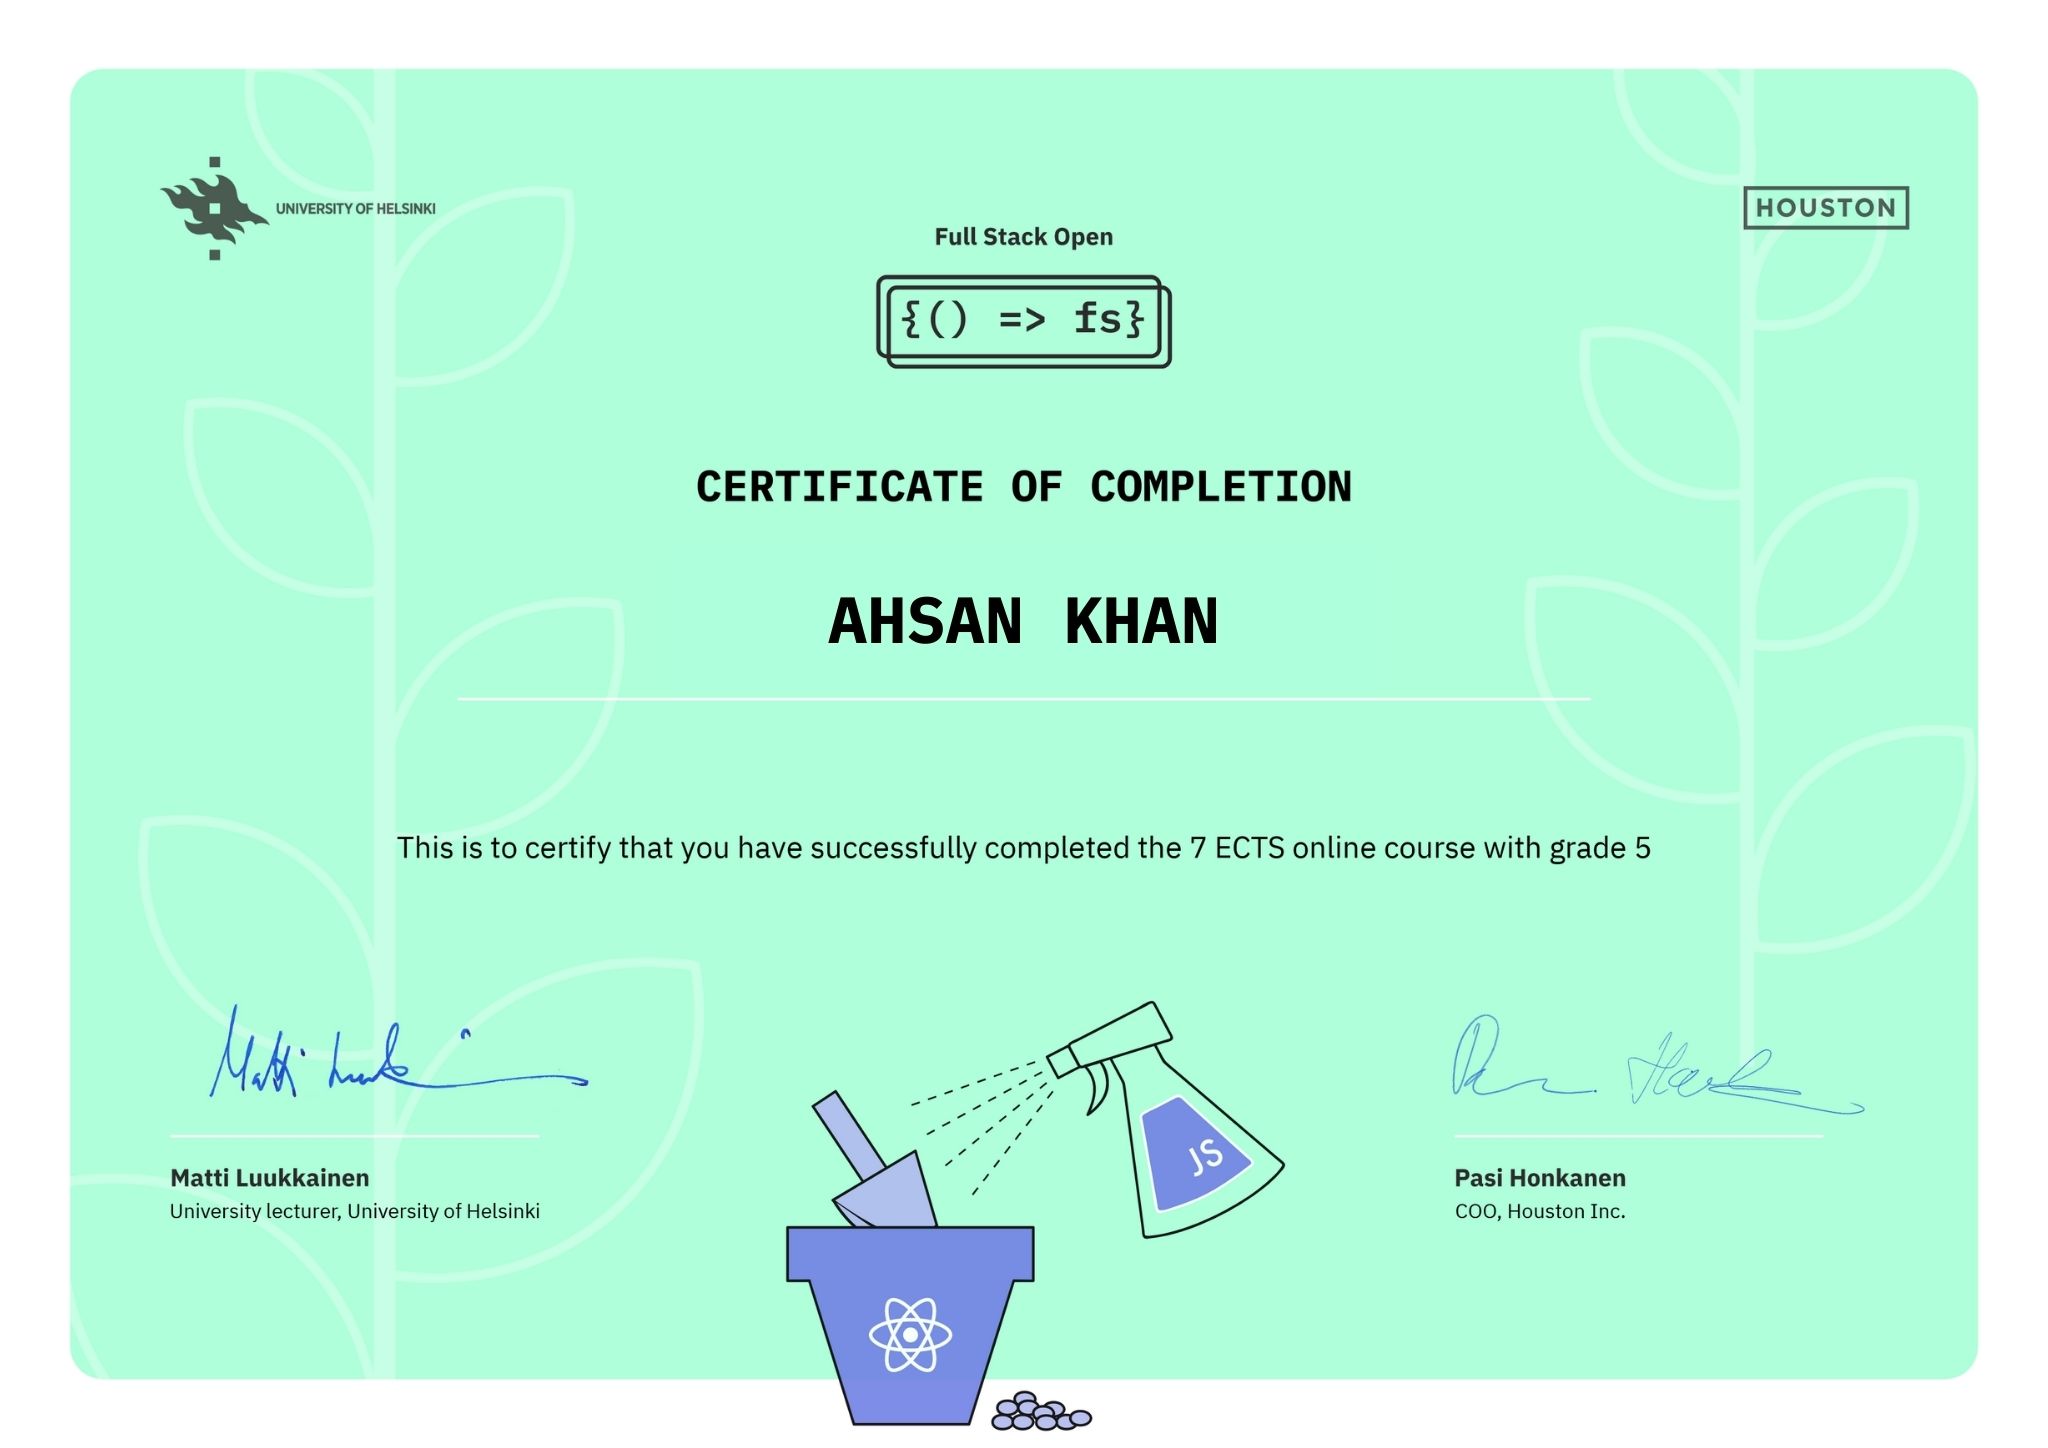 UNIVERSITY OF HELSINKI
HOUSTON
Full Stack Open
{() => fs}
CERTIFICATE OF COMPLETION
AHSAN KHAN
This is to certify that you have successfully completed the 7 ECTS online course with grade 5
JS
Matti Luukkainen
University lecturer, University of Helsinki
Pasi Honkanen
COO, Houston Inc.